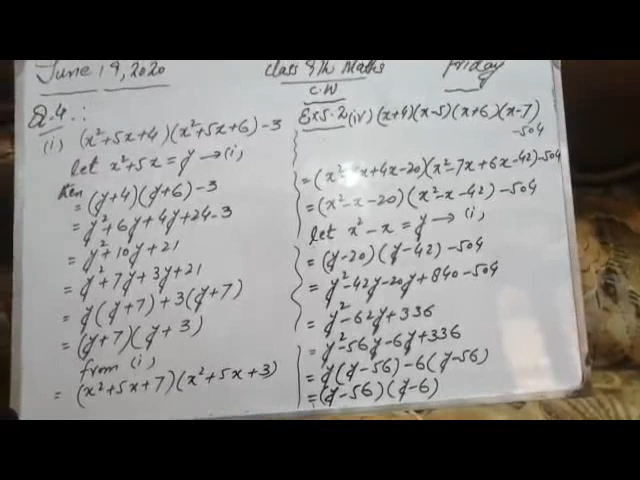 June 19, 2020 Class 9th Maths Friday
C.W
Q.4 :
(i) (x²+5x+4)(x²+5x+6)-3
let x²+5x = y → (i)
then
= (y+4)(y+6)-3
= y²+6y+4y+24-3
= y²+10y+21
= y²+7y+3y+21
= y(y+7)+3(y+7)
= (y+7)(y+3)
from (i)
= (x²+5x+7)(x²+5x+3)
Ex 5.2 (iv) (x+4)(x-5)(x+6)(x-7)
-504
= (x² x+4x-20)(x²-7x+6x-42)-504
= (x²-x-20)(x²-x-42)-504
let x²-x = y → (i)
= (y-20)(y-42)-504
= y²-42y-20y+840-504
= y²-62y+336
= y²-56y-6y+336
= y(y-56)-6(y-56)
= (y-56)(y-6)